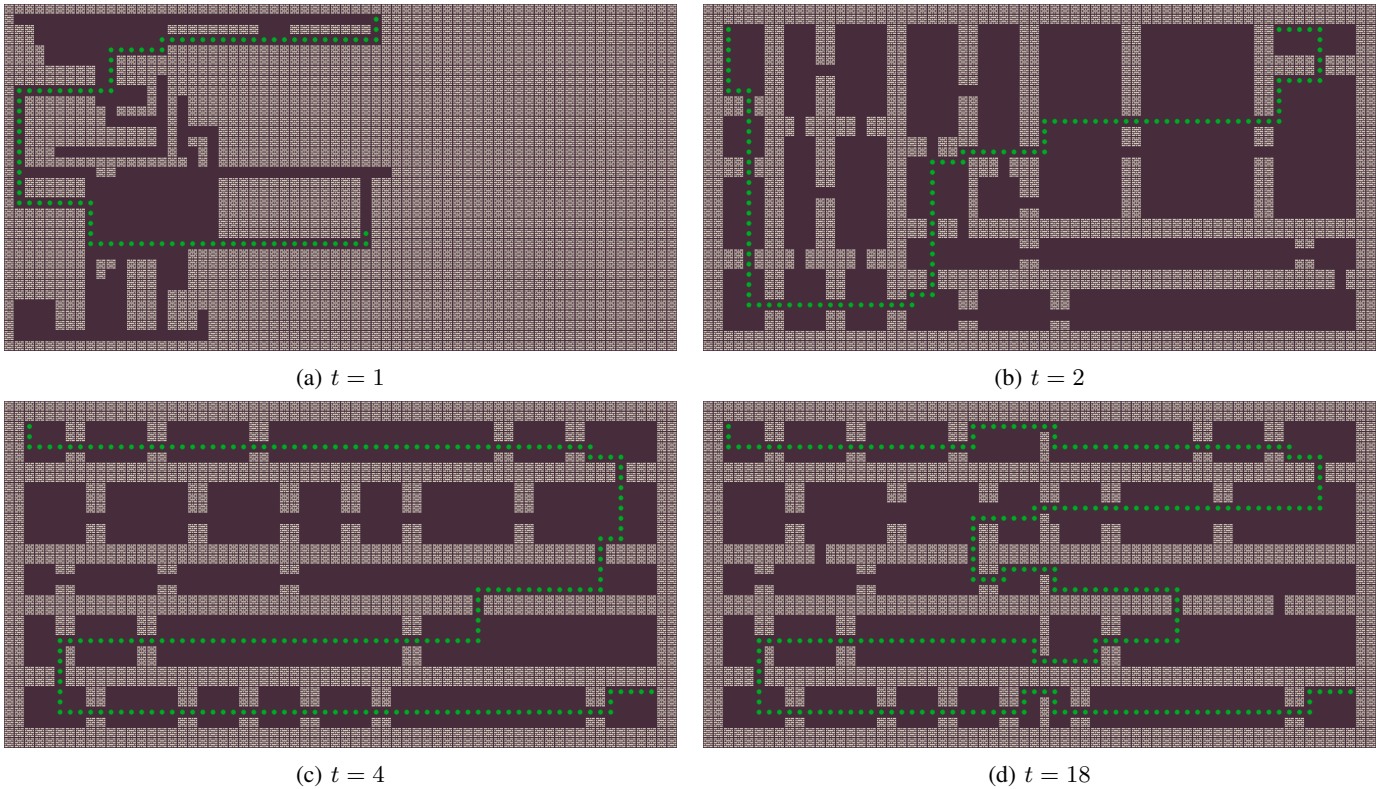 (a) t = 1
(b) t = 2
(c) t = 4
(d) t = 18